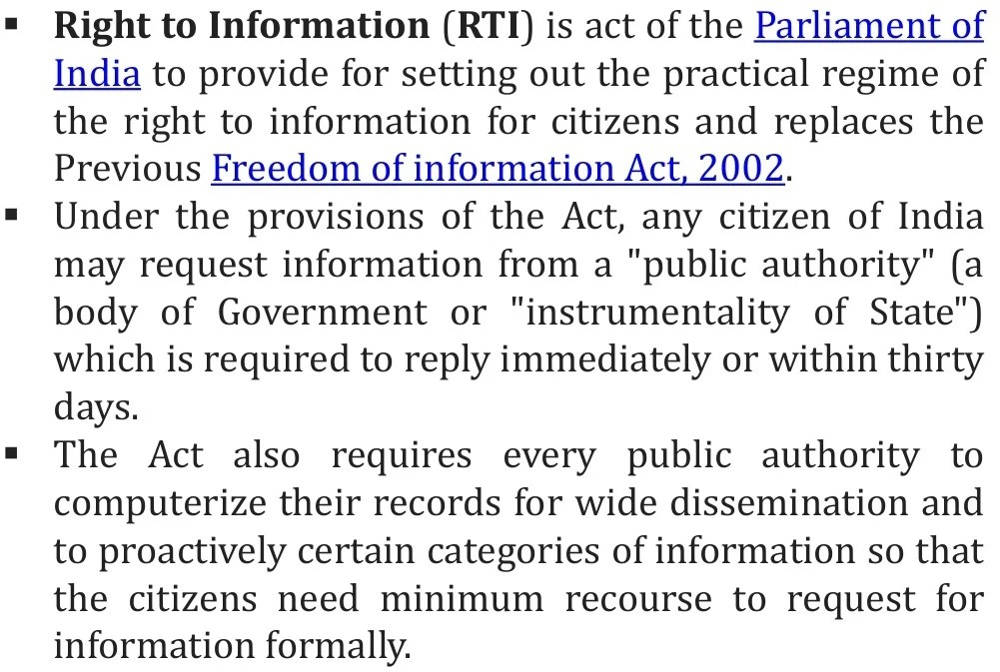 ▪ Right to Information (RTI) is act of the Parliament of
India to provide for setting out the practical regime of
the right to information for citizens and replaces the
Previous Freedom of information Act, 2002.
▪ Under the provisions of the Act, any citizen of India
may request information from a "public authority" (a
body of Government or "instrumentality of State")
which is required to reply immediately or within thirty
days.
▪ The Act also requires every public authority to
computerize their records for wide dissemination and
to proactively certain categories of information so that
the citizens need minimum recourse to request for
information formally.